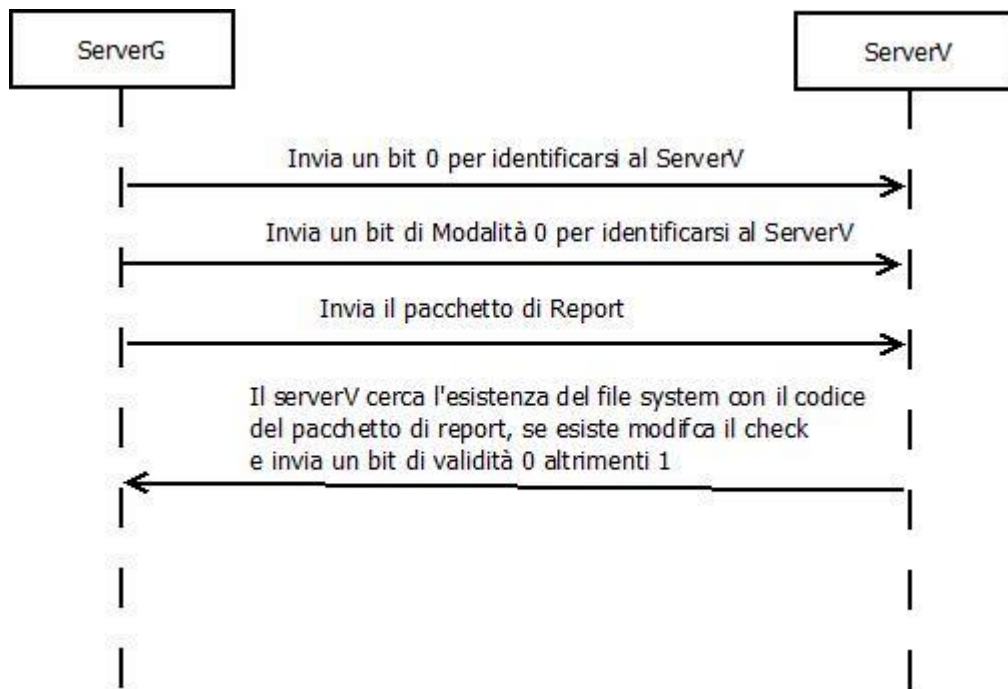 ServerG
ServerV
Invia un bit 0 per identificarsi al ServerV
Invia un bit di Modalità 0 per identificarsi al ServerV
Invia il pacchetto di Report
Il serverV cerca l'esistenza del file system con il codice
del pacchetto di report, se esiste modifca il check
e invia un bit di validità 0 altrimenti 1